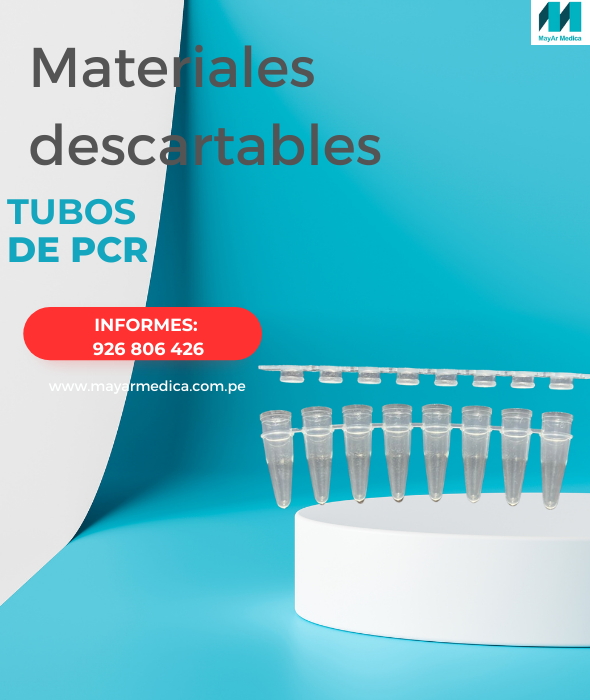 MayAr Medica
Materiales
descartables
TUBOS
DE PCR
INFORMES:
926 806 426
www.mayarmedica.com.pe